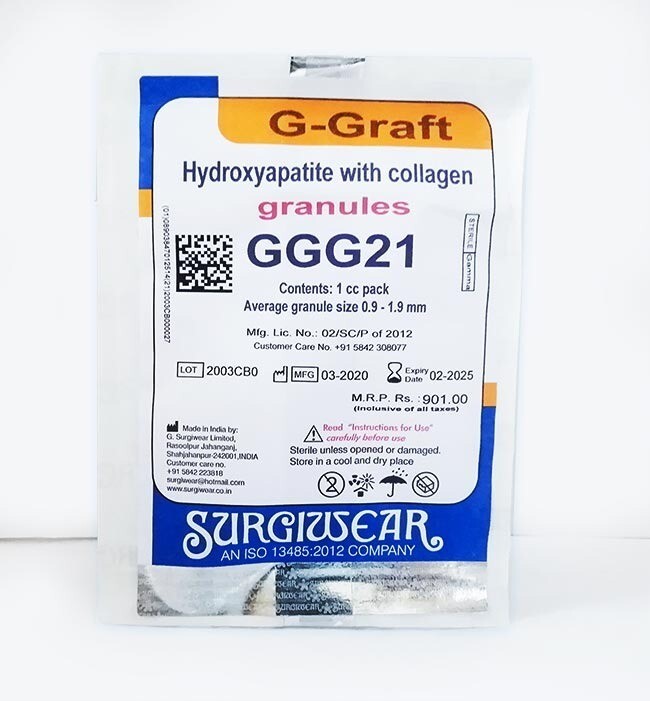 G-Graft
Hydroxyapatite with collagen
granules
GGG21
STERILE Gamma
Contents: 1 cc pack
Average granule size 0.9 - 1.9 mm
Mfg. Lic. No.: 02/SC/P of 2012
Customer Care No. +91 5842 308077
LOT 2003CB0 MFG 03-2020 Expiry Date 02-2025
M.R.P. Rs. :901.00
(Inclusive of all taxes)
Made in India by:
G. Surgiwear Limited,
Rasoolpur Jahanganj,
Shahjahanpur-242001,INDIA
Customer care no.
+91 5842 223818
surgiwear@hotmail.com
www.surgiwear.co.in
Read "Instructions for Use"
carefully before use
Sterile unless opened or damaged.
Store in a cool and dry place
2
SURGIWEAR
AN ISO 13485:2012 COMPANY
SURGIWEAR
SURGIWEAR